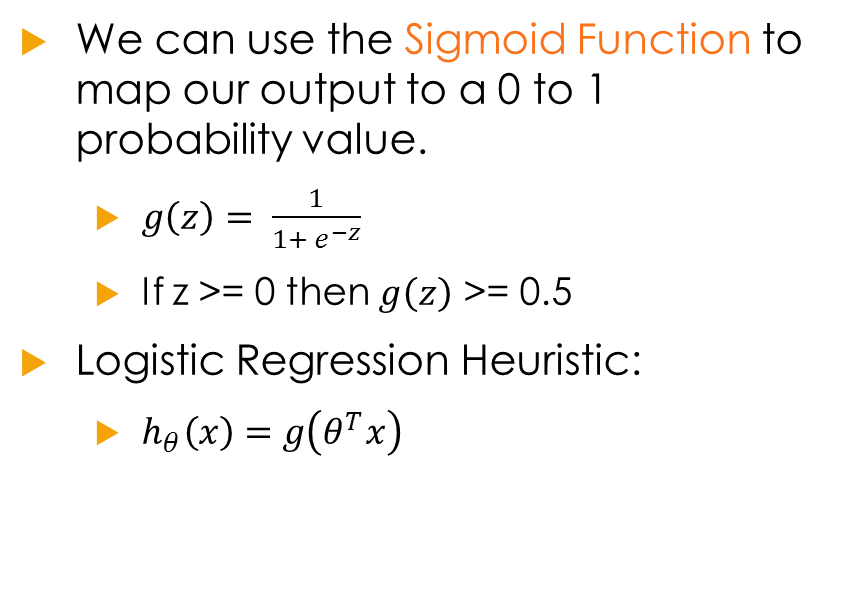 We can use the Sigmoid Function to
map our output to a 0 to 1
probability value.
g(z) = 1 / (1+ e^{−z})
If z >= 0 then g(z) >= 0.5
Logistic Regression Heuristic:
h_θ (x) = g(θ^T x)